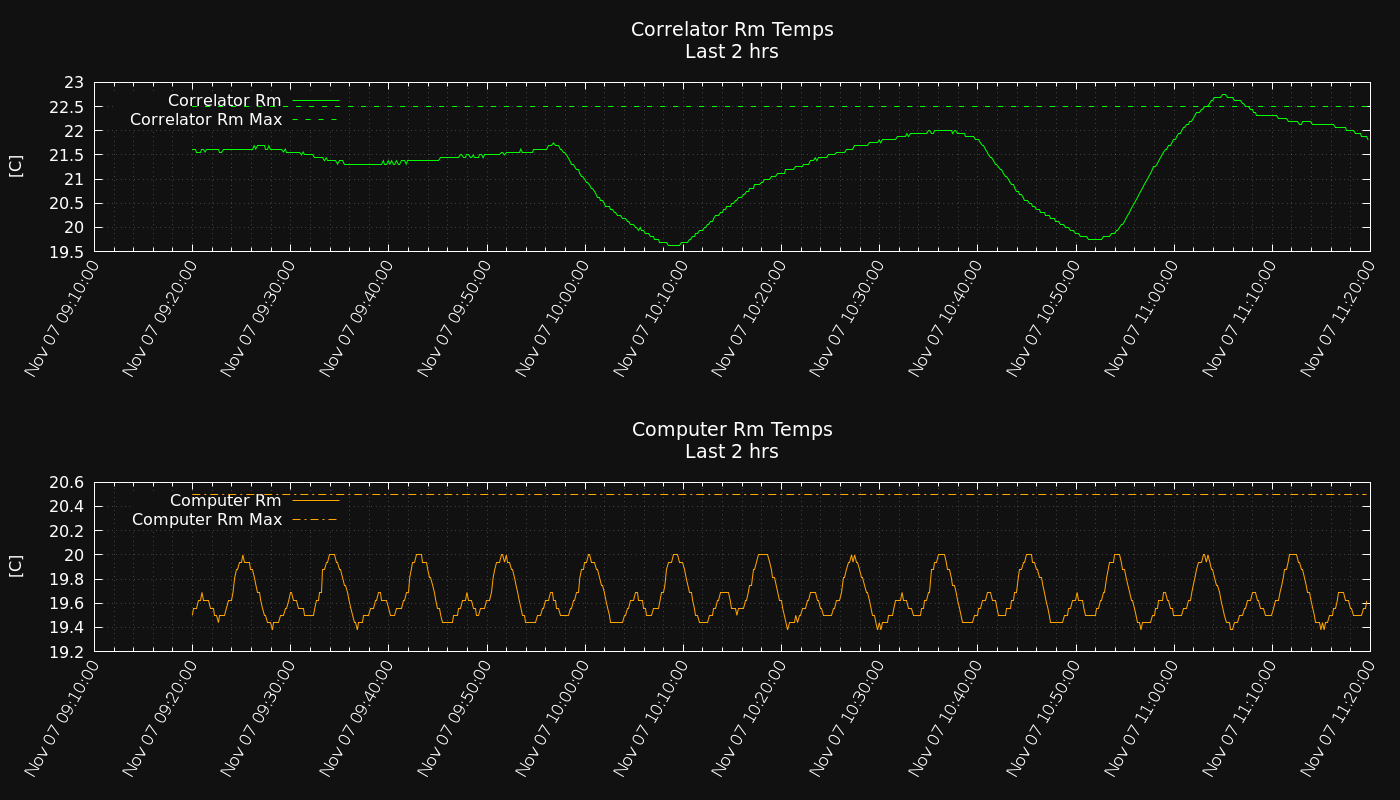 Correlator Rm Temps
Last 2 hrs
23
22.5
22
21.5
21
20.5
20
19.5
[C]
Correlator Rm
Correlator Rm Max
Nov 07 09:10:00
Nov 07 09:20:00
Nov 07 09:30:00
Nov 07 09:40:00
Nov 07 09:50:00
Nov 07 10:00:00
Nov 07 10:10:00
Nov 07 10:20:00
Nov 07 10:30:00
Nov 07 10:40:00
Nov 07 10:50:00
Nov 07 11:00:00
Nov 07 11:10:00
Nov 07 11:20:00
Computer Rm Temps
Last 2 hrs
20.6
20.4
20.2
20
19.8
19.6
19.4
19.2
[C]
Computer Rm
Computer Rm Max
Nov 07 09:10:00
Nov 07 09:20:00
Nov 07 09:30:00
Nov 07 09:40:00
Nov 07 09:50:00
Nov 07 10:00:00
Nov 07 10:10:00
Nov 07 10:20:00
Nov 07 10:30:00
Nov 07 10:40:00
Nov 07 10:50:00
Nov 07 11:00:00
Nov 07 11:10:00
Nov 07 11:20:00